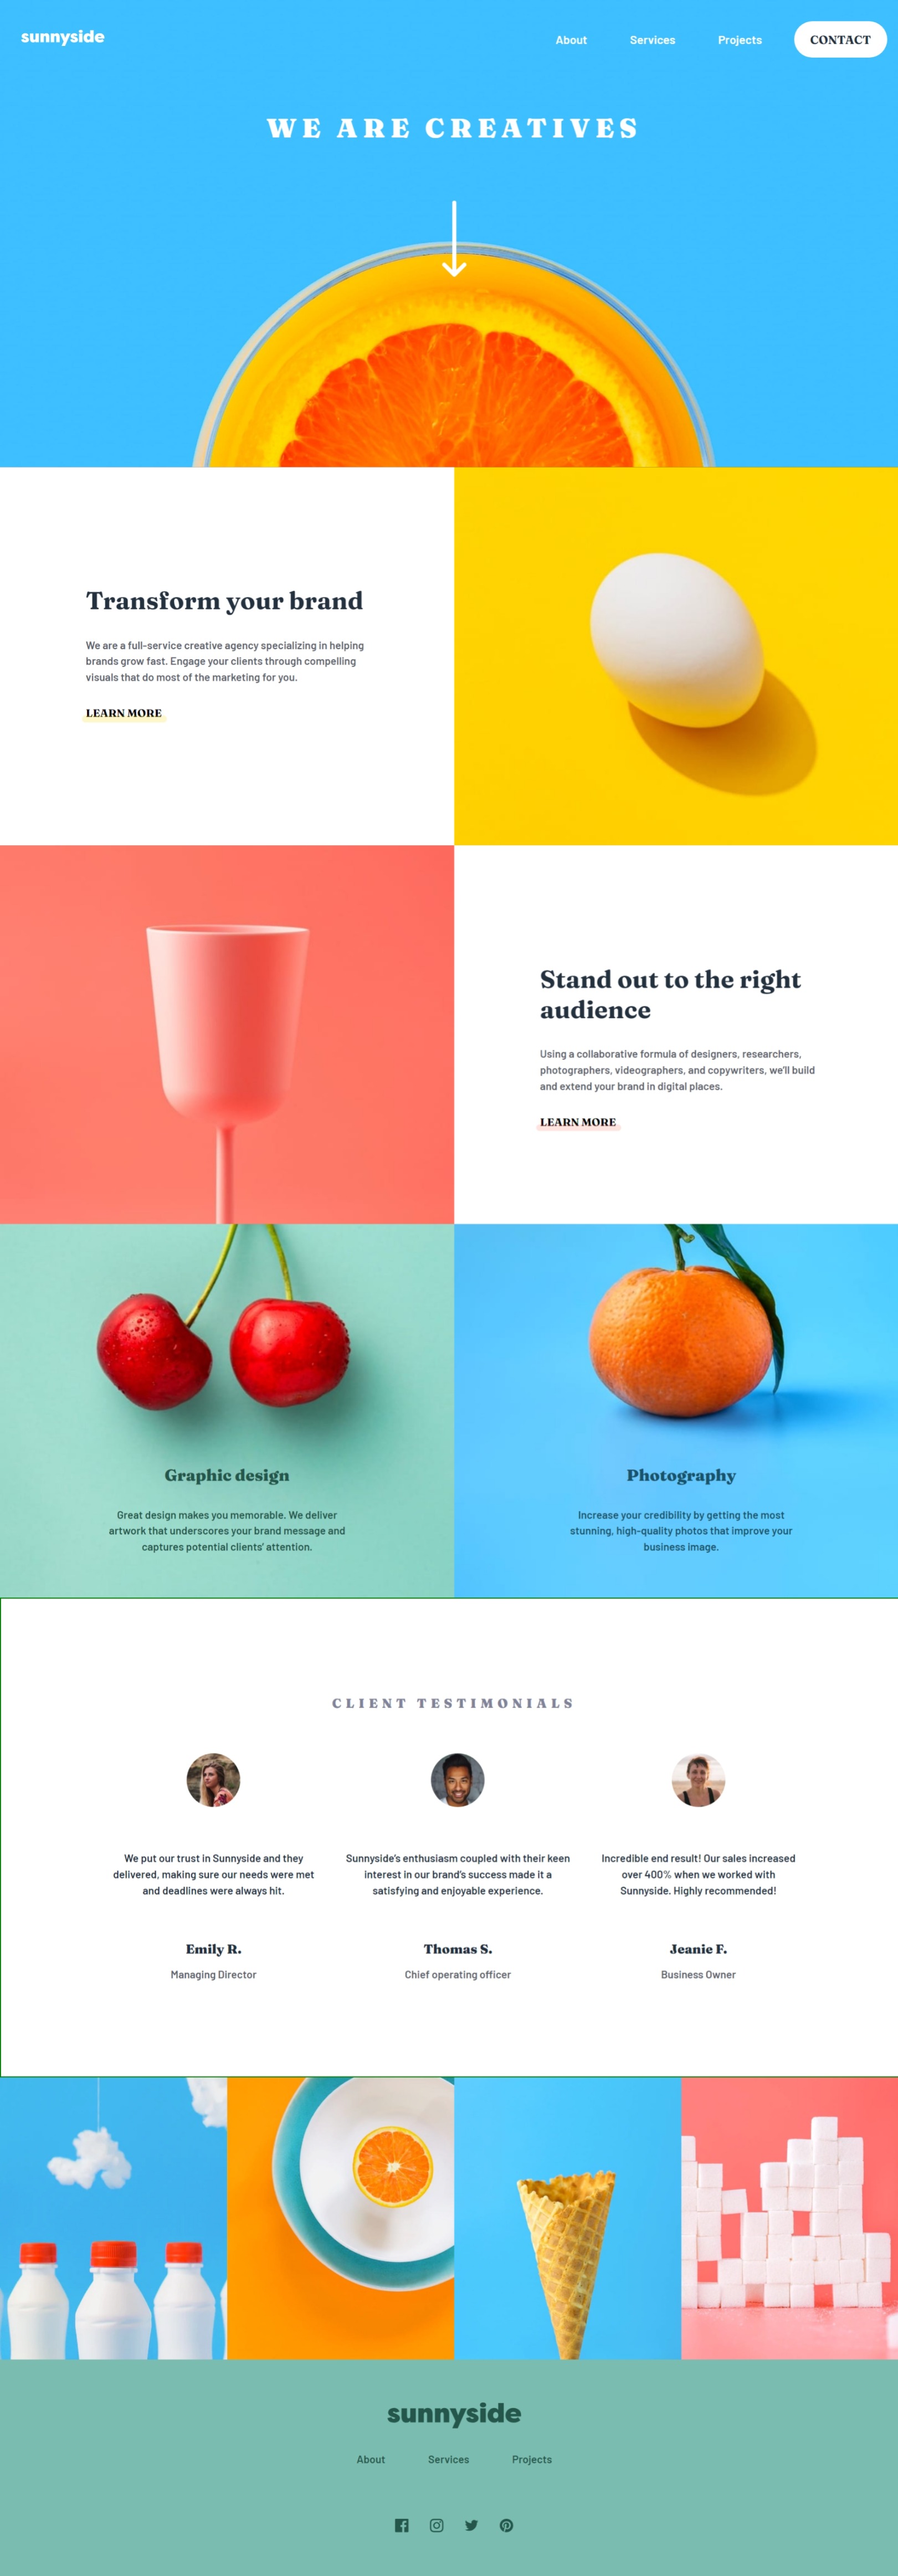 sunnyside
About Services Projects CONTACT
WE ARE CREATIVES
Transform your brand
We are a full-service creative agency specializing in helping
brands grow fast. Engage your clients through compelling
visuals that do most of the marketing for you.
LEARN MORE
Stand out to the right
audience
Using a collaborative formula of designers, researchers,
photographers, videographers, and copywriters, we'll build
and extend your brand in digital places.
LEARN MORE
Graphic design
Great design makes you memorable. We deliver
artwork that underscores your brand message and
captures potential clients' attention.
Photography
Increase your credibility by getting the most
stunning, high-quality photos that improve your
business image.
CLIENT TESTIMONIALS
We put our trust in Sunnyside and they
delivered, making sure our needs were met
and deadlines were always hit.
Emily R.
Managing Director
Sunnyside's enthusiasm coupled with their keen
interest in our brand's success made it a
satisfying and enjoyable experience.
Thomas S.
Chief operating officer
Incredible end result! Our sales increased
over 400% when we worked with
Sunnyside. Highly recommended!
Jeanie F.
Business Owner
sunnyside
About Services Projects